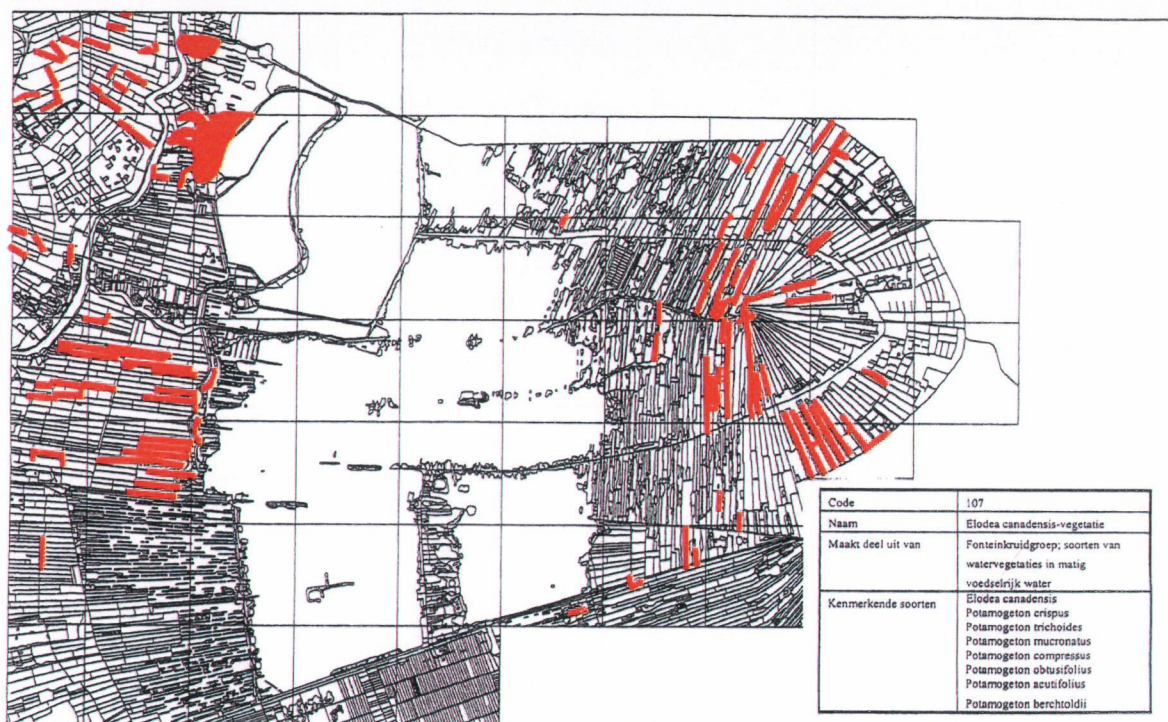 Code 107
Naam Elodea canadensis-vegetatie
Maakt deel uit van Fonteinkruidgroep; soorten van
watervegetaties in matig
voedselrijk water
Kenmerkende soorten Elodea canadensis
Potamogeton crispus
Potamogeton trichoides
Potamogeton mucronatus
Potamogeton compressus
Potamogeton obtusifolius
Potamogeton acutifolius
Potamogeton berchtoldii